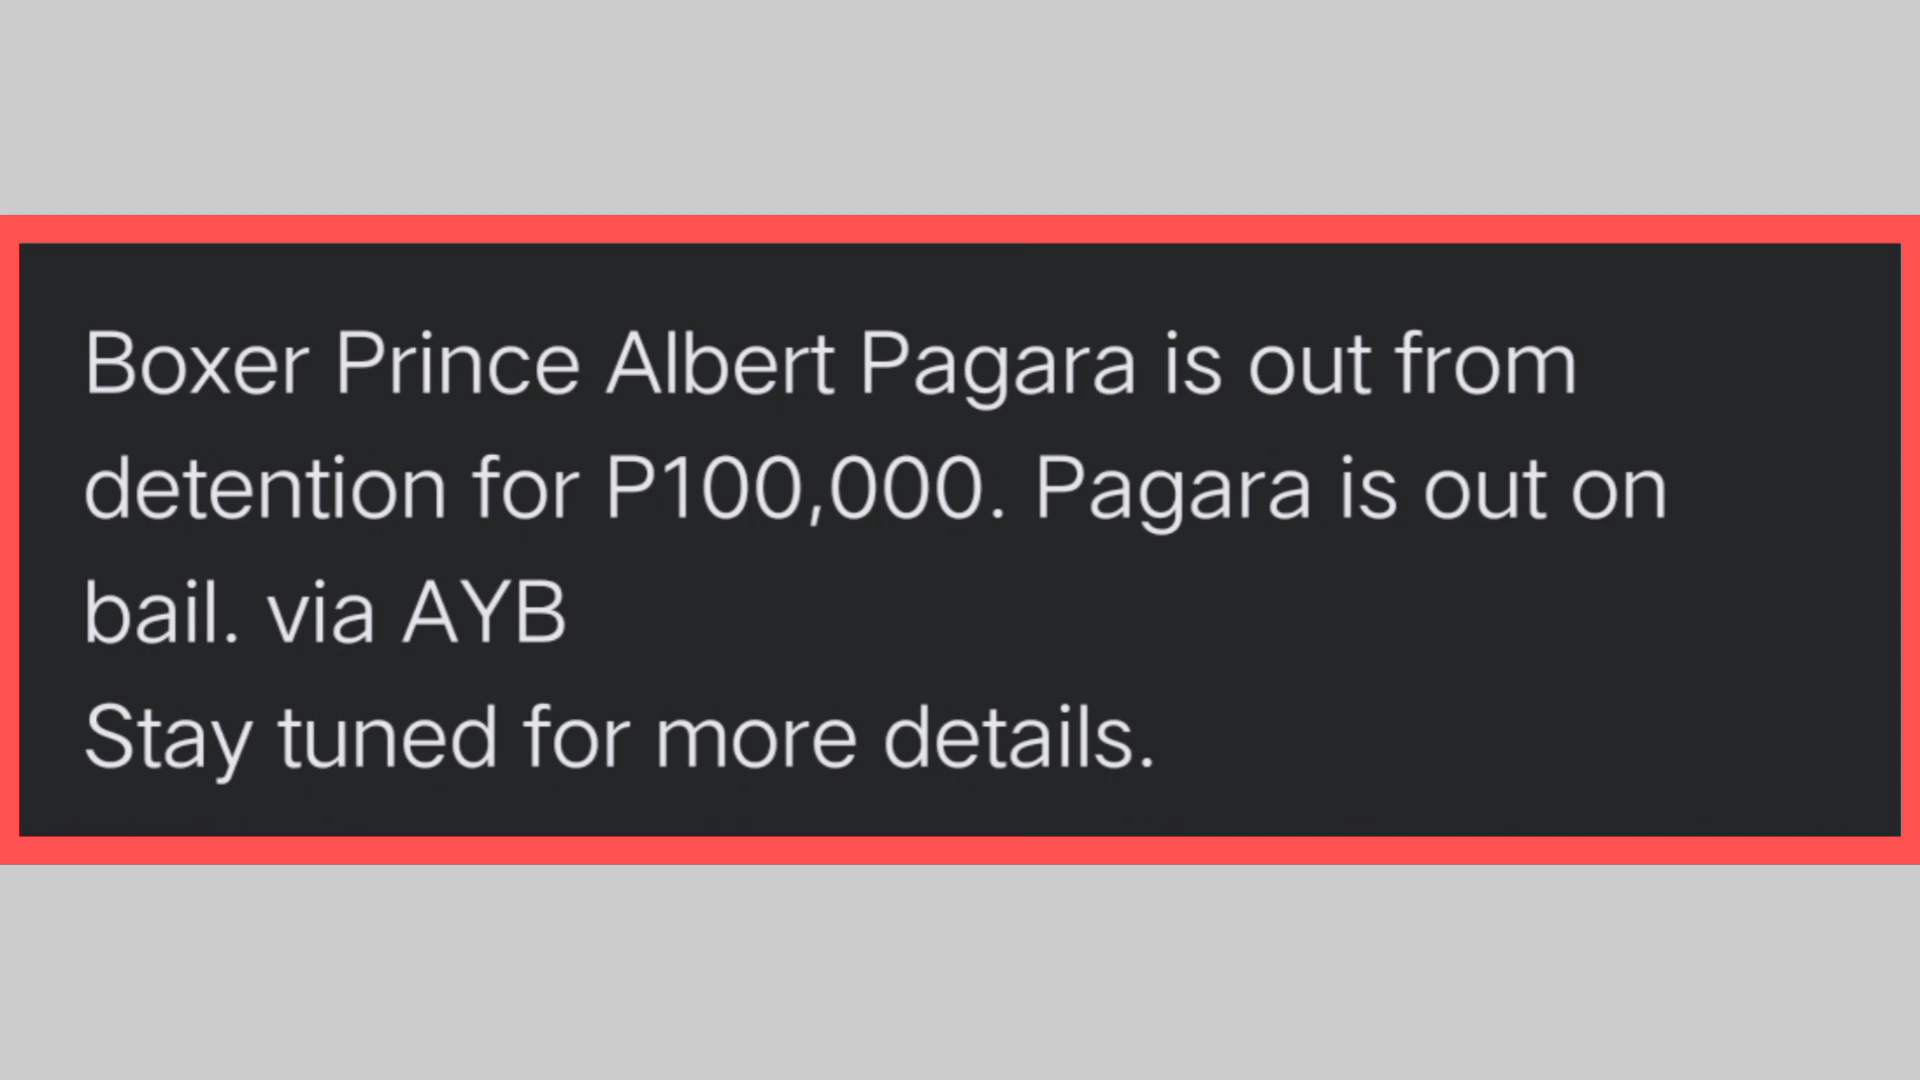 Boxer Prince Albert Pagara is out from
detention for P100,000. Pagara is out on
bail. via AYB
Stay tuned for more details.